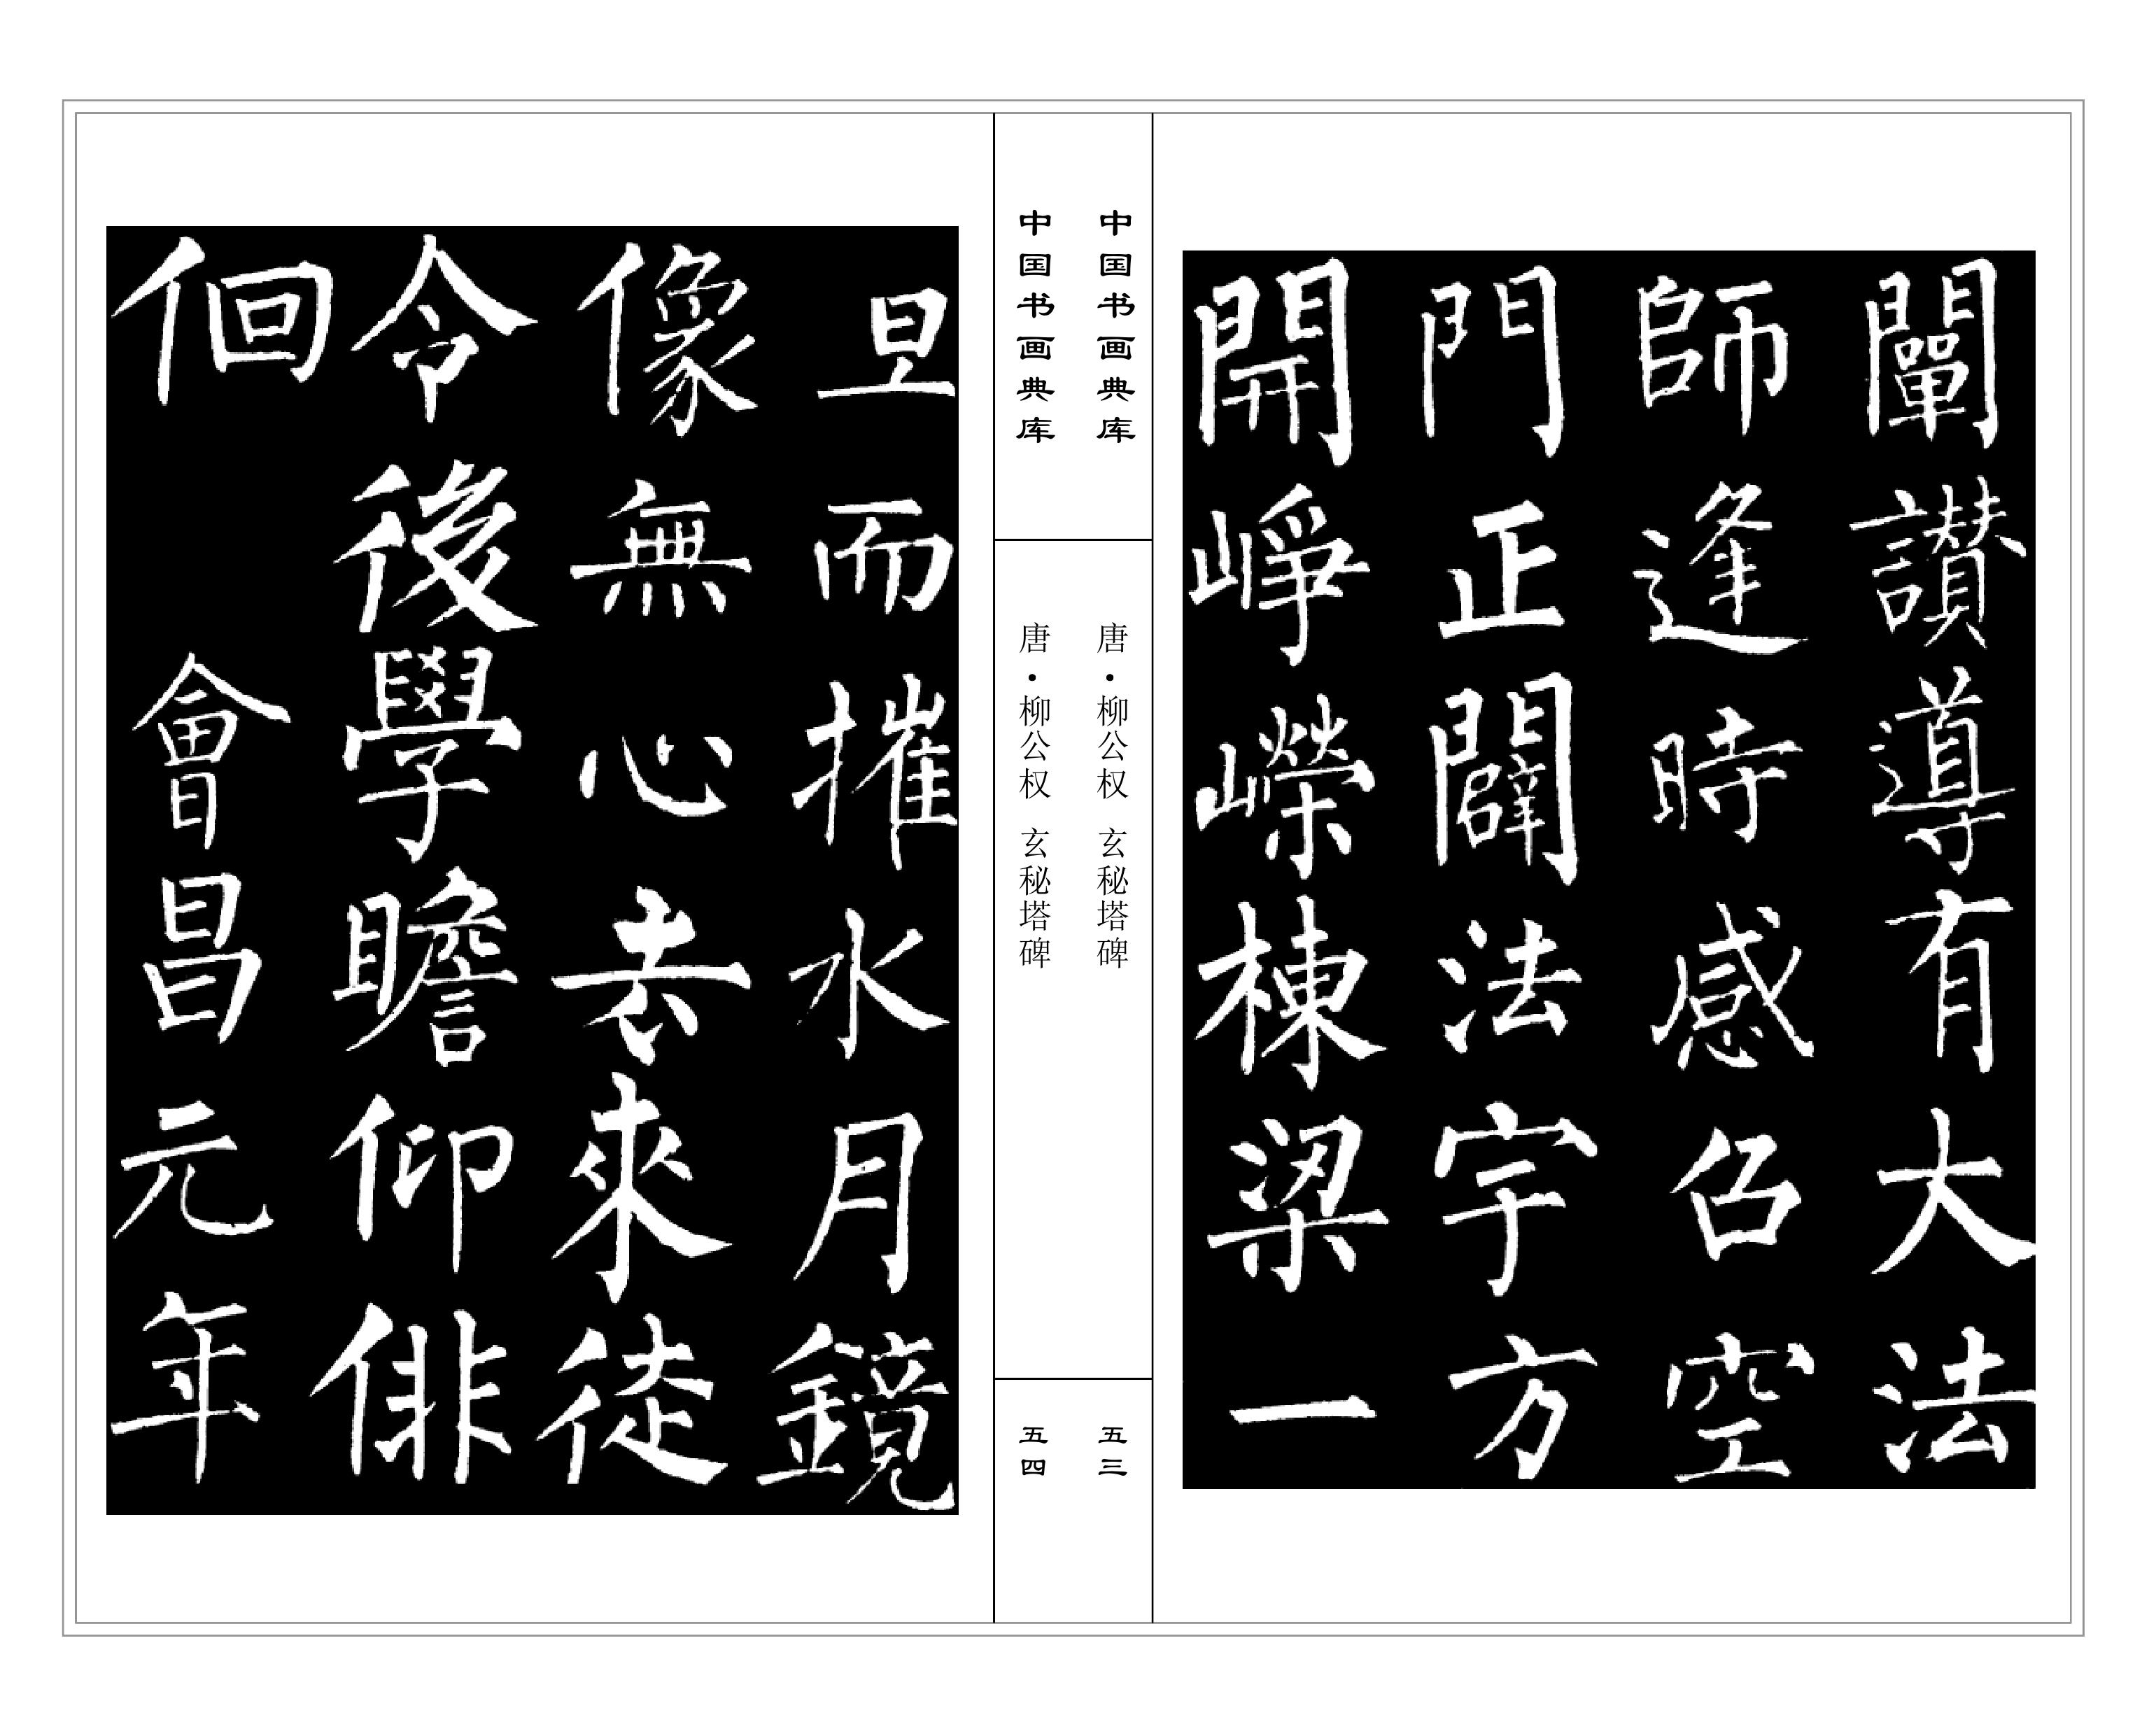 闡讚導有大法
師逢時感召空
門正闢法宇方
開崢嶸棟梁一
中国书画典库
唐·柳公权 玄秘塔碑
五三
中国书画典库
唐·柳公权 玄秘塔碑
五四
旦而摧水月鏡
像無心去來徒
令後學瞻仰俳
佪 會昌元年